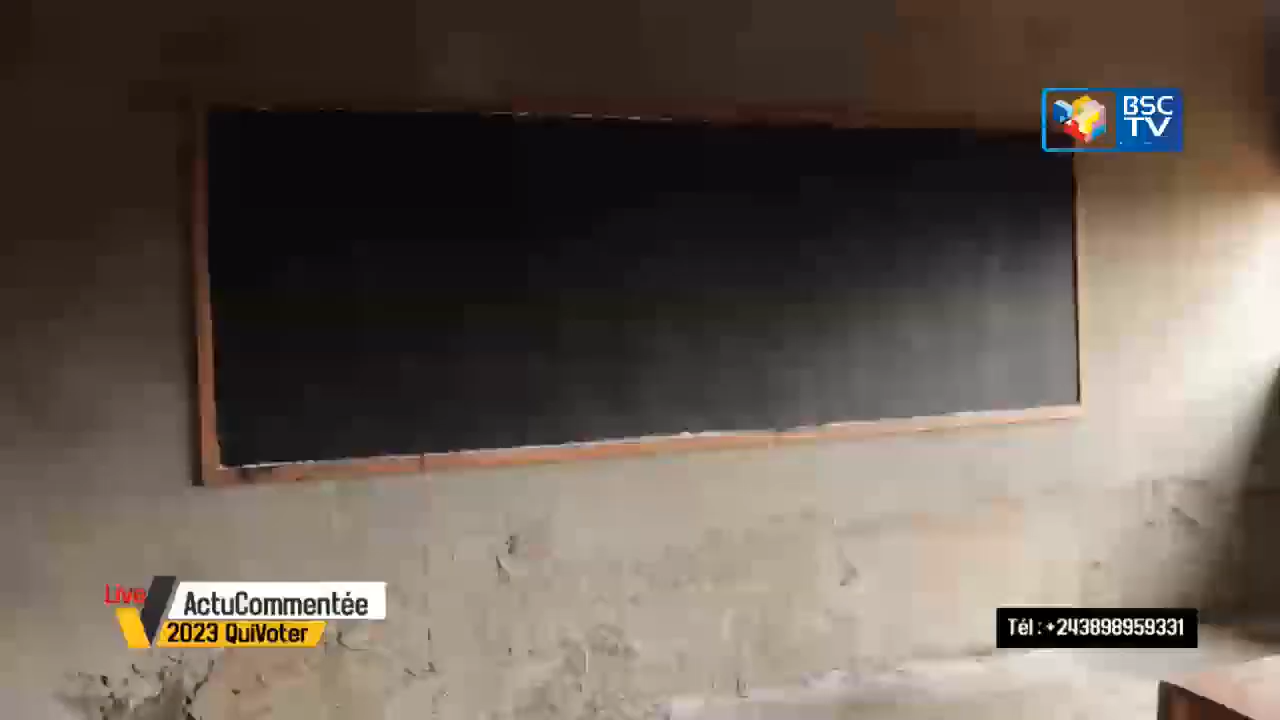 BSC
TV
Live
ActuCommentée
2023 QuiVoter
Tél : +243898959331